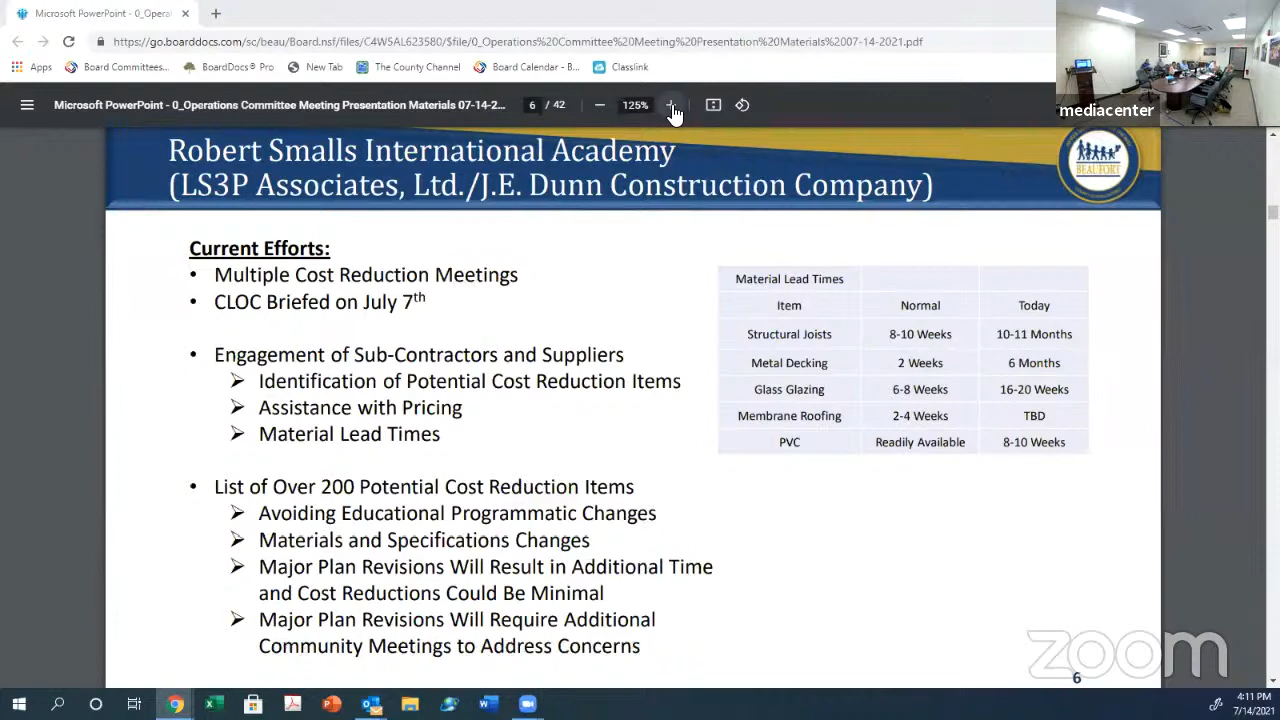 Microsoft PowerPoint - 0_Opera
https://go.boarddocs.com/sc/beau/Board.nsf/files/C4W5AL623580/$file/0_Operations%20Committee%20Meeting%20Presentation%20Materials%2007-14-2021.pdf
Apps Board Committees... BoardDocs® Pro New Tab The County Channel Board Calendar - B... Classlink
Microsoft PowerPoint - 0_Operations Committee Meeting Presentation Materials 07-14-2... 6 / 42 125%
mediacenter
Robert Smalls International Academy
(LS3P Associates, Ltd./J.E. Dunn Construction Company)
BEAUFORT
Current Efforts:
• Multiple Cost Reduction Meetings
• CLOC Briefed on July 7th
• Engagement of Sub-Contractors and Suppliers
➢ Identification of Potential Cost Reduction Items
➢ Assistance with Pricing
➢ Material Lead Times
• List of Over 200 Potential Cost Reduction Items
➢ Avoiding Educational Programmatic Changes
➢ Materials and Specifications Changes
➢ Major Plan Revisions Will Result in Additional Time
and Cost Reductions Could Be Minimal
➢ Major Plan Revisions Will Require Additional
Community Meetings to Address Concerns
Material Lead Times
Item Normal Today
Structural Joists 8-10 Weeks 10-11 Months
Metal Decking 2 Weeks 6 Months
Glass Glazing 6-8 Weeks 16-20 Weeks
Membrane Roofing 2-4 Weeks TBD
PVC Readily Available 8-10 Weeks
zoom
6
4:11 PM
7/14/2021